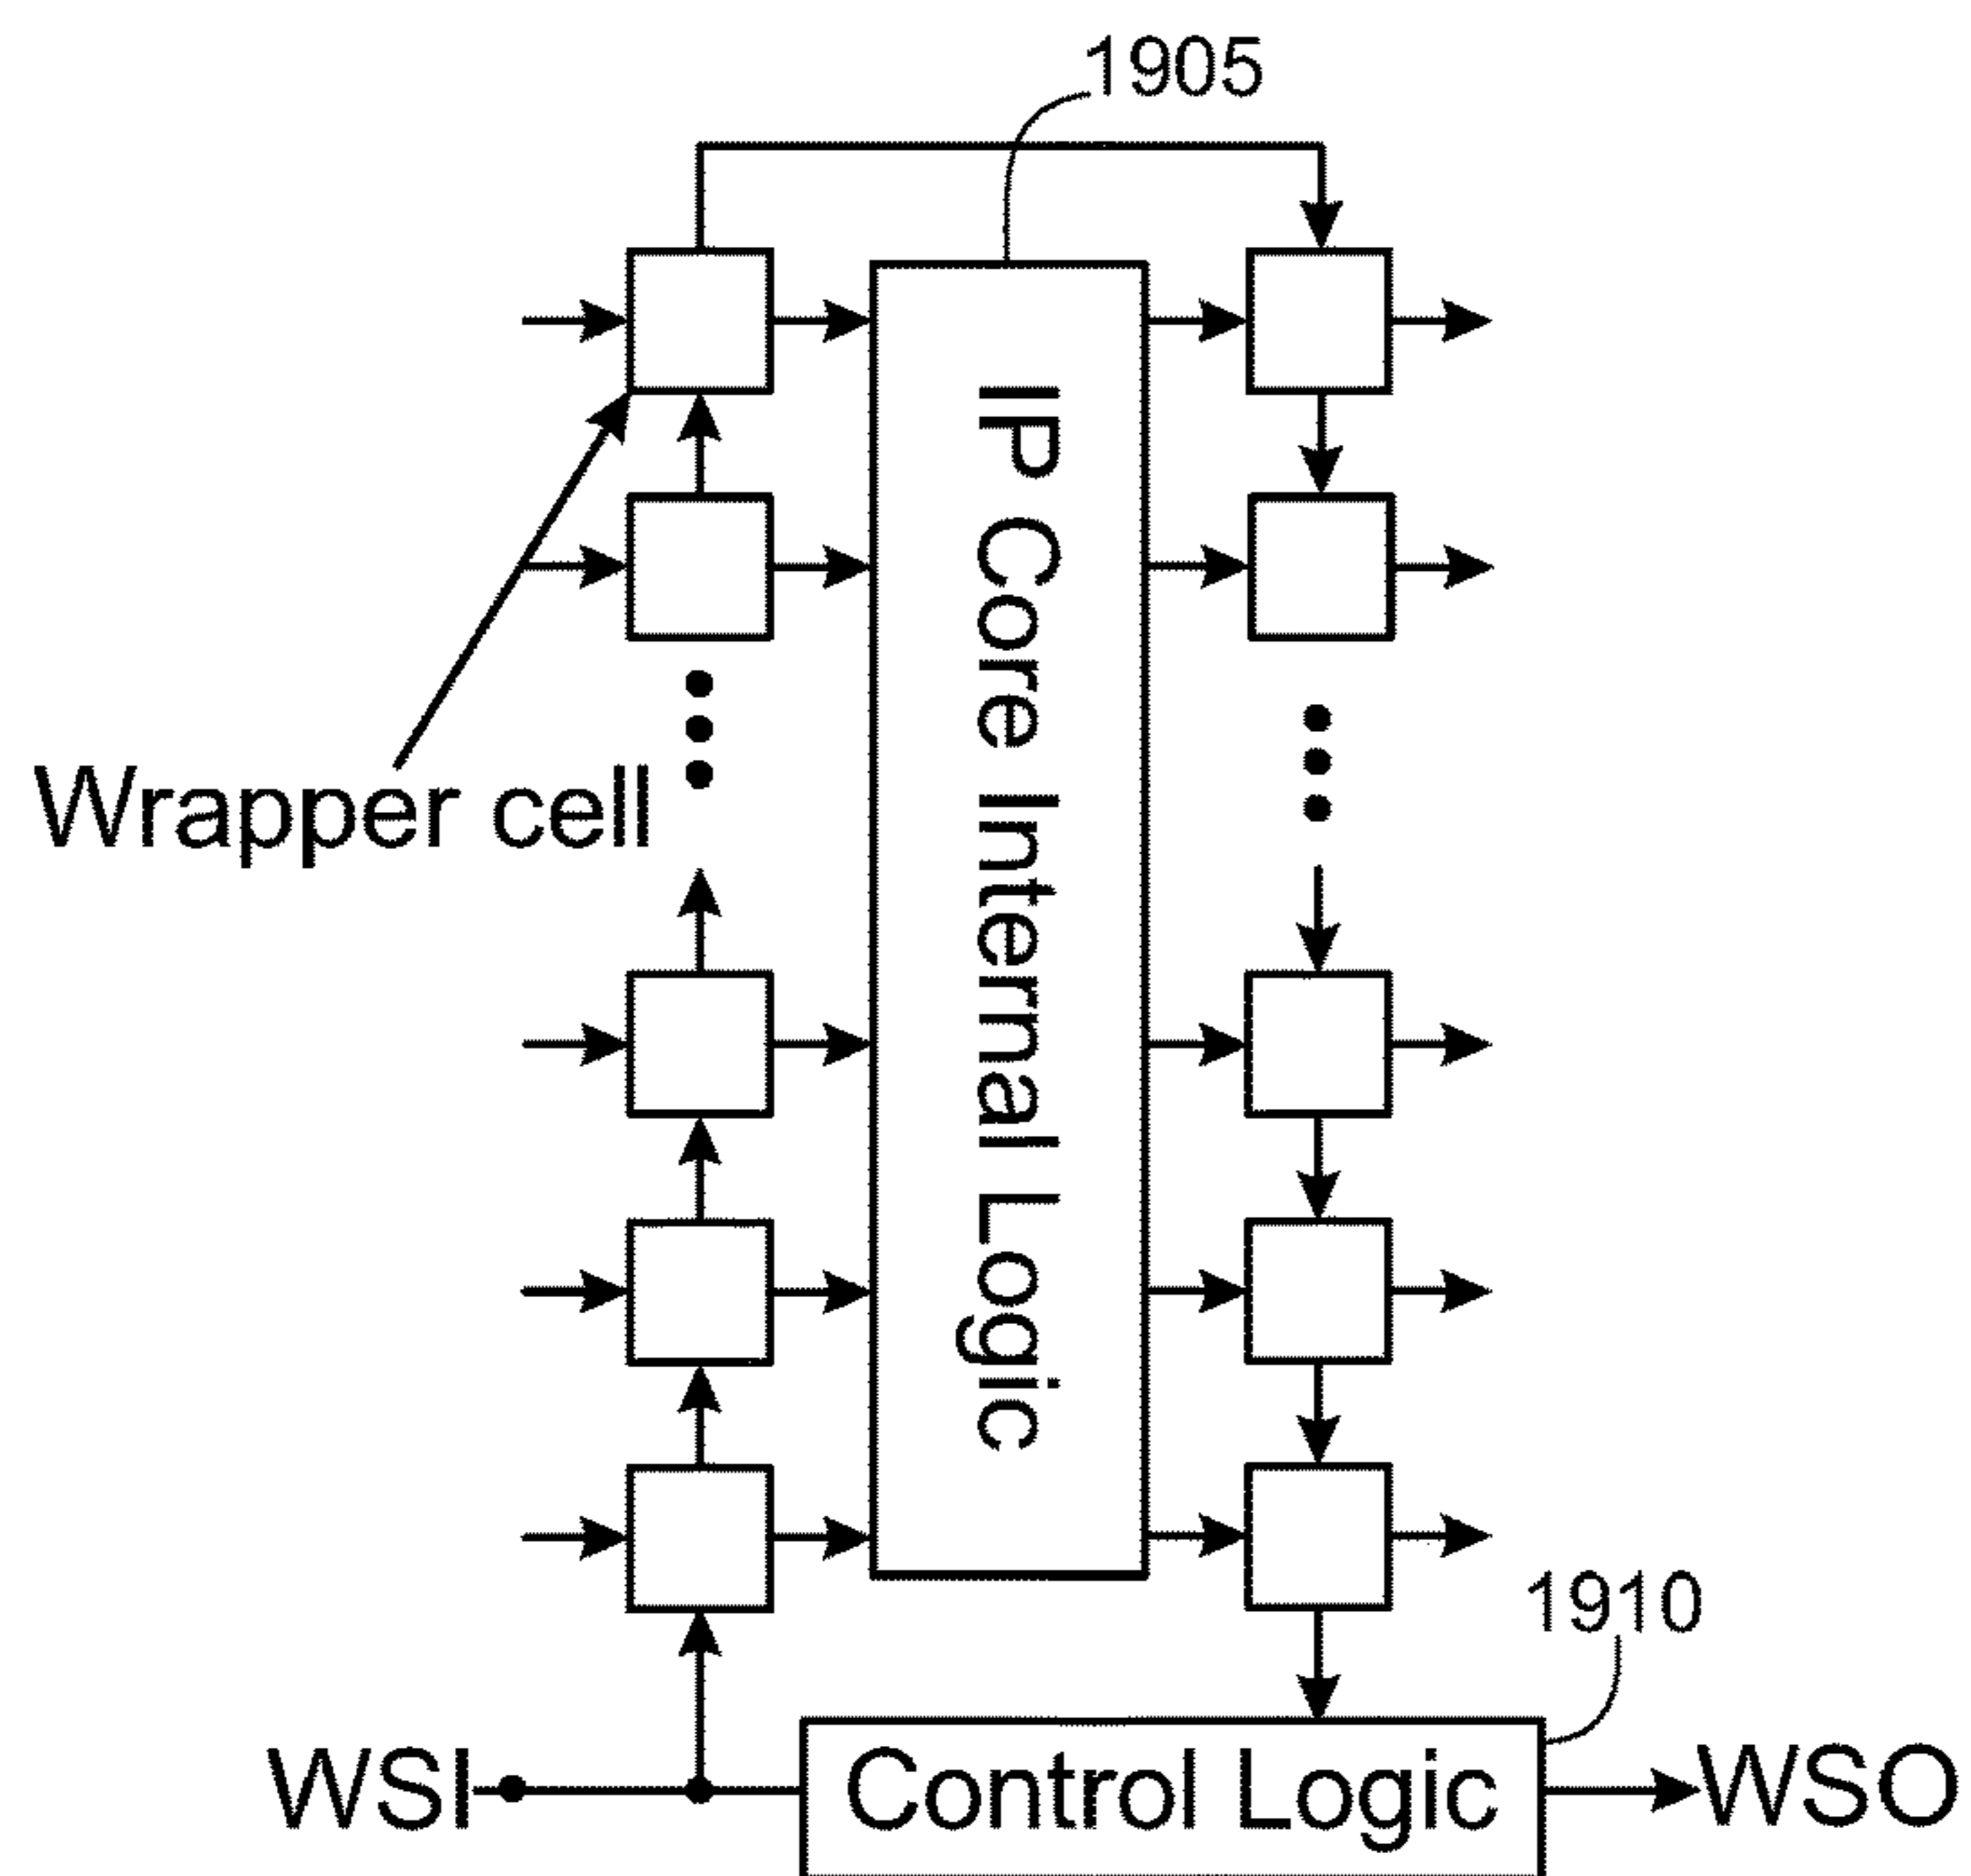 1905
IP Core Internal Logic
Wrapper cell
1910
WSI
Control Logic
WSO